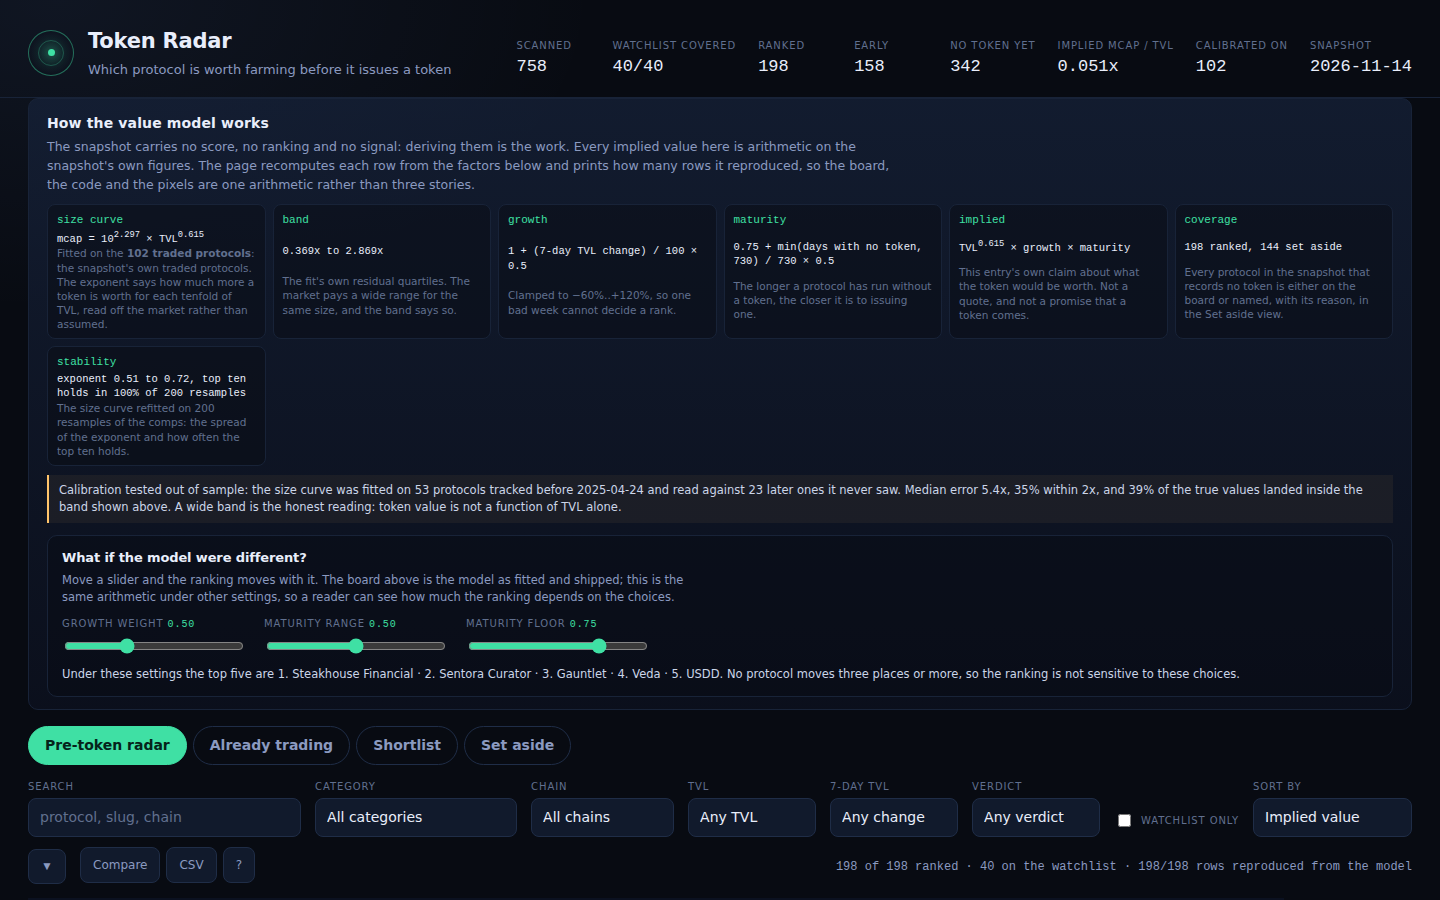 Token Radar
Which protocol is worth farming before it issues a token
SCANNED
758
WATCHLIST COVERED
40/40
RANKED
198
EARLY
158
NO TOKEN YET
342
IMPLIED MCAP / TVL
0.051x
CALIBRATED ON
102
SNAPSHOT
2026-11-14
How the value model works
The snapshot carries no score, no ranking and no signal: deriving them is the work. Every implied value here is arithmetic on the
snapshot's own figures. The page recomputes each row from the factors below and prints how many rows it reproduced, so the board,
the code and the pixels are one arithmetic rather than three stories.
size curve
mcap = 10^2.297 × TVL^0.615
Fitted on the 102 traded protocols:
the snapshot's own traded protocols.
The exponent says how much more a
token is worth for each tenfold of
TVL, read off the market rather than
assumed.
band
0.369x to 2.869x
The fit's own residual quartiles. The
market pays a wide range for the
same size, and the band says so.
growth
1 + (7-day TVL change) / 100 ×
0.5
Clamped to −60%..+120%, so one
bad week cannot decide a rank.
maturity
0.75 + min(days with no token,
730) / 730 × 0.5
The longer a protocol has run without
a token, the closer it is to issuing
one.
implied
TVL^0.615 × growth × maturity
This entry's own claim about what
the token would be worth. Not a
quote, and not a promise that a
token comes.
coverage
198 ranked, 144 set aside
Every protocol in the snapshot that
records no token is either on the
board or named, with its reason, in
the Set aside view.
stability
exponent 0.51 to 0.72, top ten
holds in 100% of 200 resamples
The size curve refitted on 200
resamples of the comps: the spread
of the exponent and how often the
top ten holds.
Calibration tested out of sample: the size curve was fitted on 53 protocols tracked before 2025-04-24 and read against 23 later ones it never saw. Median error 5.4x, 35% within 2x, and 39% of the true values landed inside the
band shown above. A wide band is the honest reading: token value is not a function of TVL alone.
What if the model were different?
Move a slider and the ranking moves with it. The board above is the model as fitted and shipped; this is the
same arithmetic under other settings, so a reader can see how much the ranking depends on the choices.
GROWTH WEIGHT 0.50
MATURITY RANGE 0.50
MATURITY FLOOR 0.75
Under these settings the top five are 1. Steakhouse Financial · 2. Sentora Curator · 3. Gauntlet · 4. Veda · 5. USDD. No protocol moves three places or more, so the ranking is not sensitive to these choices.
Pre-token radar
Already trading
Shortlist
Set aside
SEARCH
protocol, slug, chain
CATEGORY
All categories
CHAIN
All chains
TVL
Any TVL
7-DAY TVL
Any change
VERDICT
Any verdict
WATCHLIST ONLY
SORT BY
Implied value
▼
Compare
CSV
?
198 of 198 ranked · 40 on the watchlist · 198/198 rows reproduced from the model